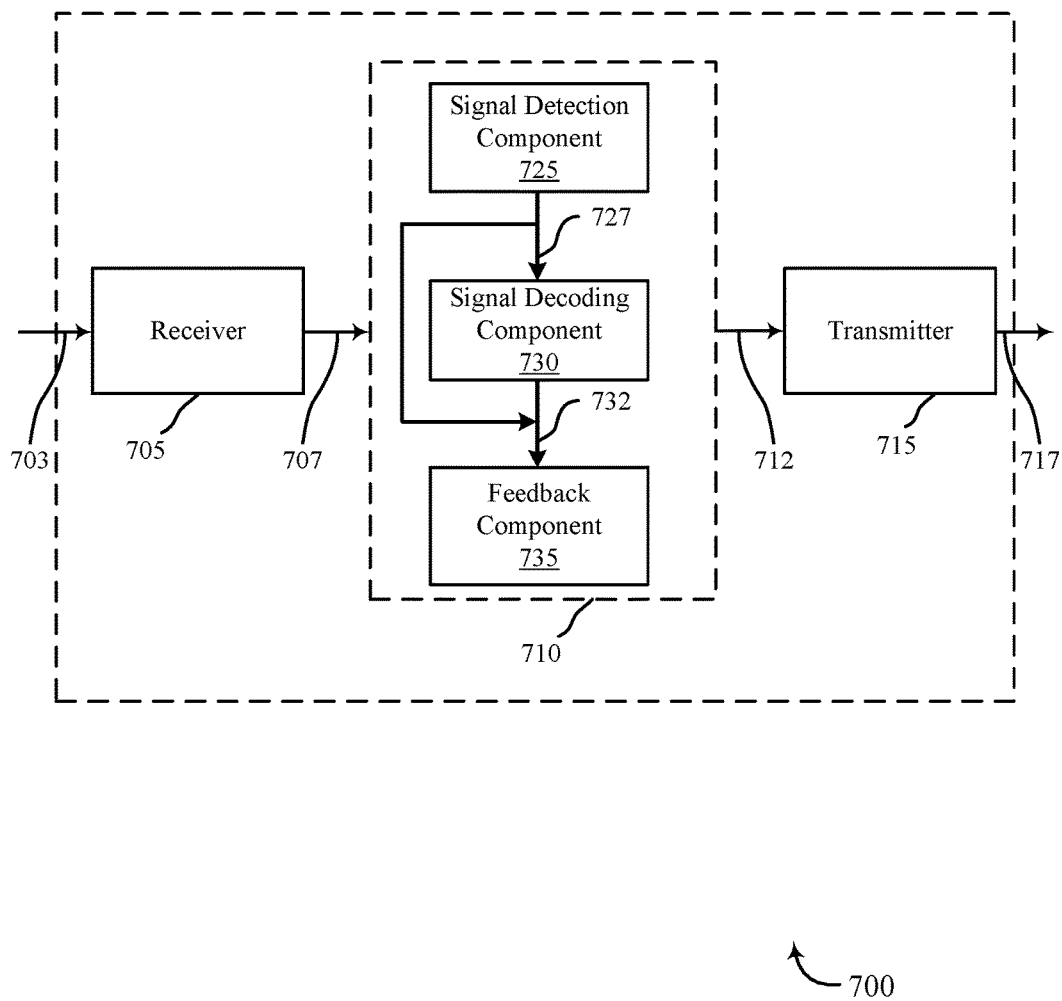 Signal Detection
Component
725
727
Receiver
Signal Decoding
Component
730
Transmitter
732
703
705
707
712
715
717
Feedback
Component
735
710
700